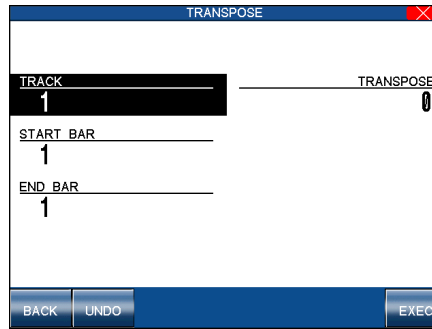 TRANSPOSE
TRACK
1
TRANSPOSE
0
START BAR
1
END BAR
1
BACK
UNDO
EXEC